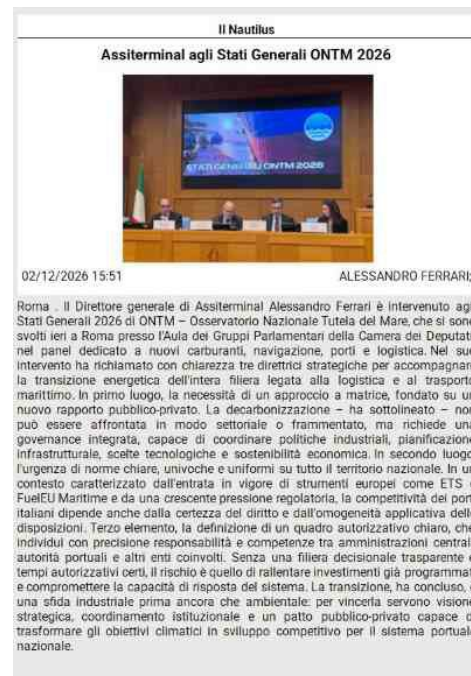 Il Nautilus
Assiterminal agli Stati Generali ONTM 2026
STATI GENERALI ONTM 2026
02/12/2026 15:51
ALESSANDRO FERRARI;
Roma . Il Direttore generale di Assiterminal Alessandro Ferrari è intervenuto agl
Stati Generali 2026 di ONTM – Osservatorio Nazionale Tutela del Mare, che si sono
svolti ieri a Roma presso l'Aula dei Gruppi Parlamentari della Camera dei Deputati
nel panel dedicato a nuovi carburanti, navigazione, porti e logistica. Nel suo
intervento ha richiamato con chiarezza tre direttrici strategiche per accompagnare
la transizione energetica dell'intera filiera legata alla logistica e al trasporto
marittimo. In primo luogo, la necessità di un approccio a matrice, fondato su un
nuovo rapporto pubblico-privato. La decarbonizzazione – ha sottolineato – non
può essere affrontata in modo settoriale o frammentato, ma richiede una
governance integrata, capace di coordinare politiche industriali, pianificazione
infrastrutturale, scelte tecnologiche e sostenibilità economica. In secondo luogo
l'urgenza di norme chiare, univoche e uniformi su tutto il territorio nazionale. In un
contesto caratterizzato dall'entrata in vigore di strumenti europei come ETS e
FuelEU Maritime e da una crescente pressione regolatoria, la competitività dei port
italiani dipende anche dalla certezza del diritto e dall'omogeneità applicativa delle
disposizioni. Terzo elemento, la definizione di un quadro autorizzativo chiaro, che
individui con precisione responsabilità e competenze tra amministrazioni centrali
autorità portuali e altri enti coinvolti. Senza una filiera decisionale trasparente e
tempi autorizzativi certi, il rischio è quello di rallentare investimenti già programmati
e compromettere la capacità di risposta del sistema. La transizione, ha concluso, è
una sfida industriale prima ancora che ambientale: per vincerla servono visione
strategica, coordinamento istituzionale e un patto pubblico-privato capace di
trasformare gli obiettivi climatici in sviluppo competitivo per il sistema portuale
nazionale.